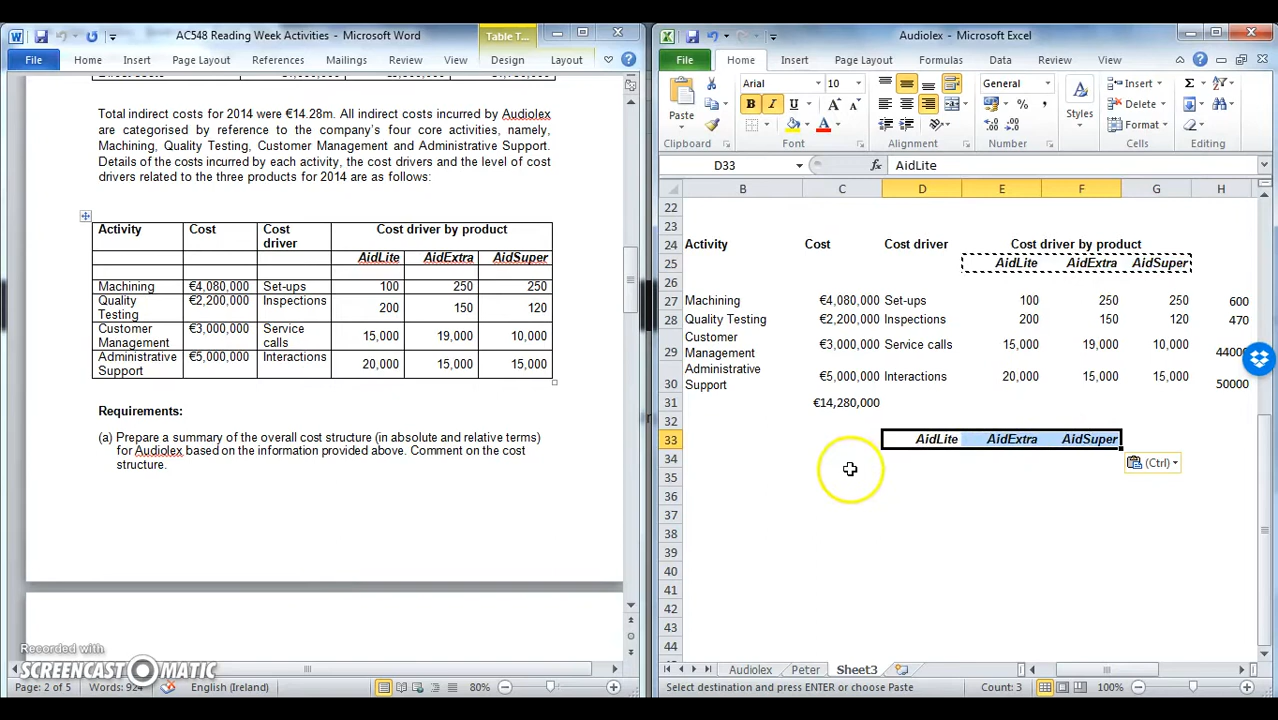 AC548 Reading Week Activities - Microsoft Word
Table T...
File Home Insert Page Layout References Mailings Review View Design Layout
Total indirect costs for 2014 were €14.28m. All indirect costs incurred by Audiolex
are categorised by reference to the company's four core activities, namely,
Machining, Quality Testing, Customer Management and Administrative Support.
Details of the costs incurred by each activity, the cost drivers and the level of cost
drivers related to the three products for 2014 are as follows:
Activity Cost Cost driver Cost driver by product
AidLite AidExtra AidSuper
Machining €4,080,000 Set-ups 100 250 250
Quality Testing €2,200,000 Inspections 200 150 120
Customer Management €3,000,000 Service calls 15,000 19,000 10,000
Administrative Support €5,000,000 Interactions 20,000 15,000 15,000
Requirements:
(a) Prepare a summary of the overall cost structure (in absolute and relative terms)
for Audiolex based on the information provided above. Comment on the cost
structure.
Recorded with
SCREENCAST-O-MATIC
Page: 2 of 5 Words: 924 English (Ireland) 80%
Audiolex - Microsoft Excel
File Home Insert Page Layout Formulas Data Review View
Arial 10 General Insert
Paste B I U Styles Delete
Format
Clipboard Font Alignment Number Cells Editing
D33 fx AidLite
B C D E F G H
22
23
24 Activity Cost Cost driver Cost driver by product
25 AidLite AidExtra AidSuper
26
27 Machining €4,080,000 Set-ups 100 250 250 600
28 Quality Testing €2,200,000 Inspections 200 150 120 470
Customer
29 Management €3,000,000 Service calls 15,000 19,000 10,000 44000
Administrative
30 Support €5,000,000 Interactions 20,000 15,000 15,000 50000
31 €14,280,000
32
33 AidLite AidExtra AidSuper
34
(Ctrl)
35
36
37
38
39
40
41
42
43
44
Audiolex Peter Sheet3
Select destination and press ENTER or choose Paste Count: 3 100%